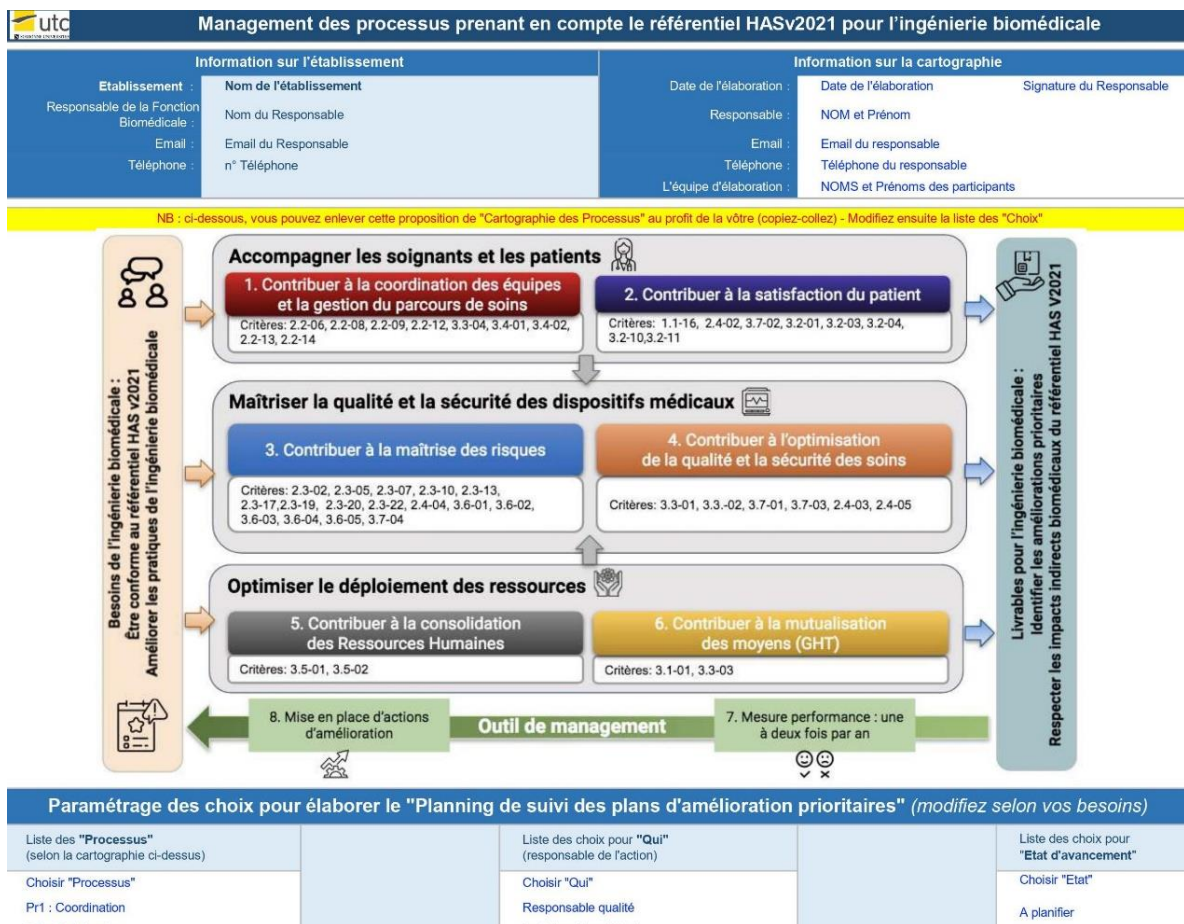 utc
Management des processus prenant en compte le référentiel HASv2021 pour l'ingénierie biomédicale
Information sur l'établissement
Etablissement : Nom de l'établissement
Responsable de la Fonction
Biomédicale : Nom du Responsable
Email : Email du Responsable
Téléphone : n° Téléphone
Information sur la cartographie
Date de l'élaboration : Date de l'élaboration Signature du Responsable
Responsable : NOM et Prénom
Email : Email du responsable
Téléphone : Téléphone du responsable
L'équipe d'élaboration : NOMS et Prénoms des participants
NB : ci-dessous, vous pouvez enlever cette proposition de "Cartographie des Processus" au profit de la vôtre (copiez-collez) - Modifiez ensuite la liste des "Choix"
Besoins de l'ingénierie biomédicale :
Être conforme au référentiel HAS v2021
Améliorer les pratiques de l'ingénierie biomédicale
Accompagner les soignants et les patients
1. Contribuer à la coordination des équipes
et la gestion du parcours de soins
Critères: 2.2-06, 2.2-08, 2.2-09, 2.2-12, 3.3-04, 3.4-01, 3.4-02,
2.2-13, 2.2-14
2. Contribuer à la satisfaction du patient
Critères: 1.1-16, 2.4-02, 3.7-02, 3.2-01, 3.2-03, 3.2-04,
3.2-10,3.2-11
Maîtriser la qualité et la sécurité des dispositifs médicaux
3. Contribuer à la maîtrise des risques
Critères: 2.3-02, 2.3-05, 2.3-07, 2.3-10, 2.3-13,
2.3-17,2.3-19, 2.3-20, 2.3-22, 2.4-04, 3.6-01, 3.6-02,
3.6-03, 3.6-04, 3.6-05, 3.7-04
4. Contribuer à l'optimisation
de la qualité et la sécurité des soins
Critères: 3.3-01, 3.3.-02, 3.7-01, 3.7-03, 2.4-03, 2.4-05
Optimiser le déploiement des ressources
5. Contribuer à la consolidation
des Ressources Humaines
Critères: 3.5-01, 3.5-02
6. Contribuer à la mutualisation
des moyens (GHT)
Critères: 3.1-01, 3.3-03
8. Mise en place d'actions
d'amélioration
Outil de management
7. Mesure performance : une
à deux fois par an
Livrables pour l'ingénierie biomédicale :
Identifier les améliorations prioritaires
Respecter les impacts indirects biomédicaux du référentiel HAS V2021
Paramétrage des choix pour élaborer le "Planning de suivi des plans d'amélioration prioritaires" (modifiez selon vos besoins)
Liste des "Processus"
(selon la cartographie ci-dessus)
Choisir "Processus"
Pr1 : Coordination
Liste des choix pour "Qui"
(responsable de l'action)
Choisir "Qui"
Responsable qualité
Liste des choix pour
"Etat d'avancement"
Choisir "Etat"
A planifier